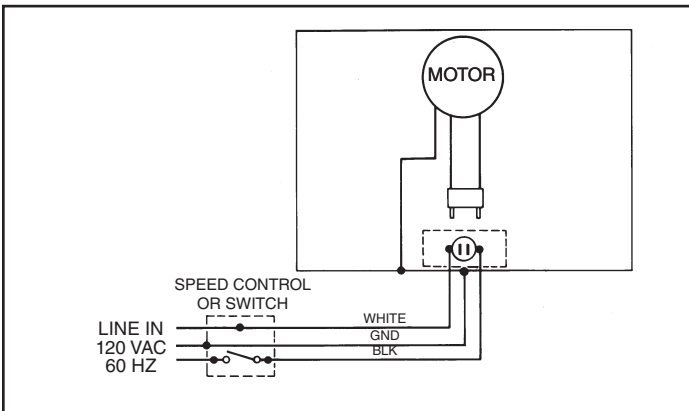 MOTOR
SPEED CONTROL
OR SWITCH
LINE IN
120 VAC
60 HZ
WHITE
GND
BLK